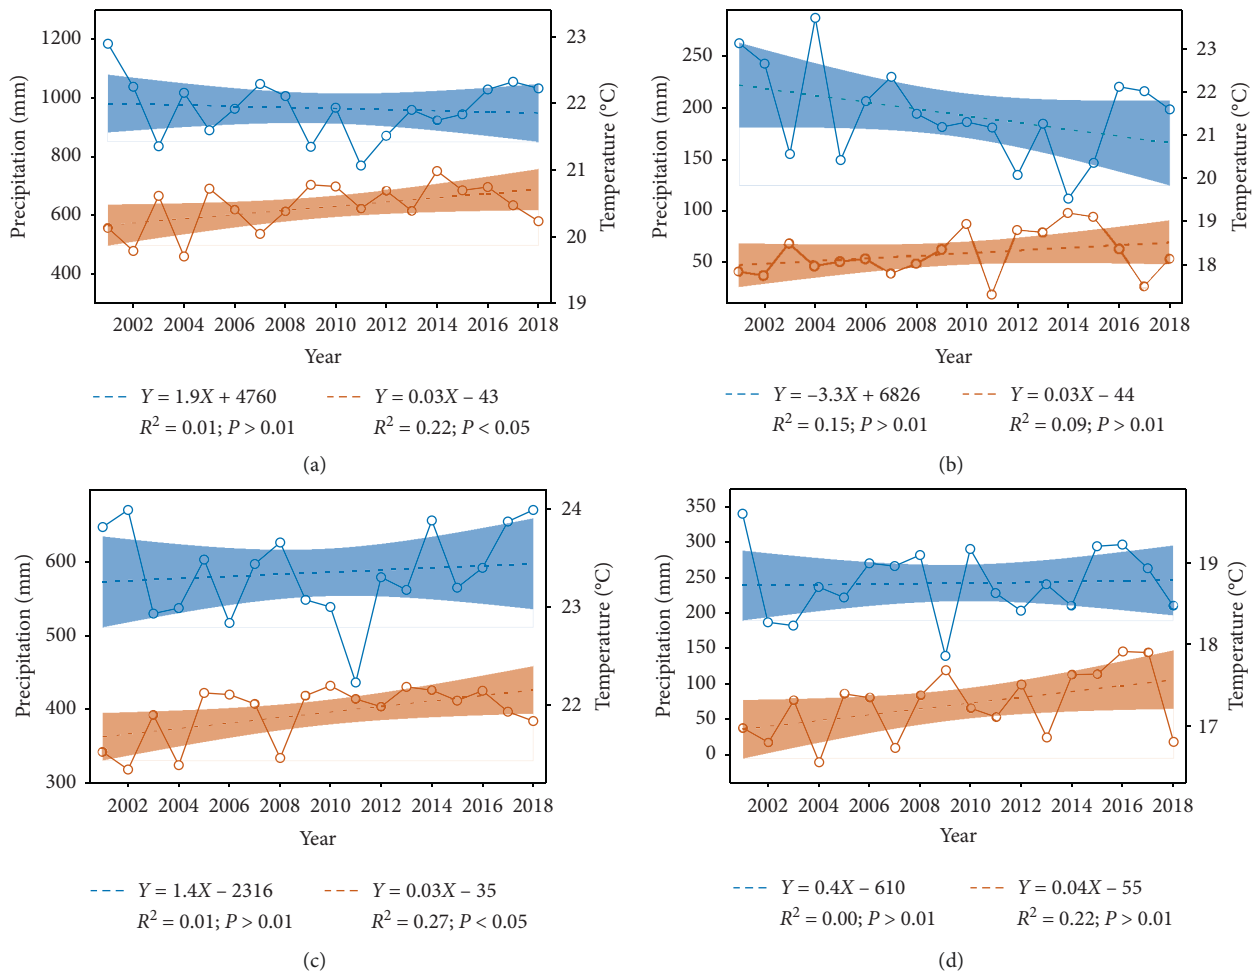 1200
1000
800
600
400
Precipitation (mm)
23
22
21
20
19
Temperature (°C)
2002 2004 2006 2008 2010 2012 2014 2016 2018
Year
Y = 1.9X + 4760
R² = 0.01; P > 0.01
Y = 0.03X – 43
R² = 0.22; P < 0.05
(a)
250
200
150
100
50
Precipitation (mm)
23
22
21
20
19
18
Temperature (°C)
2002 2004 2006 2008 2010 2012 2014 2016 2018
Year
Y = –3.3X + 6826
R² = 0.15; P > 0.01
Y = 0.03X – 44
R² = 0.09; P > 0.01
(b)
600
500
400
300
Precipitation (mm)
24
23
22
Temperature (°C)
2002 2004 2006 2008 2010 2012 2014 2016 2018
Year
Y = 1.4X – 2316
R² = 0.01; P > 0.01
Y = 0.03X – 35
R² = 0.27; P < 0.05
(c)
350
300
250
200
150
100
50
0
Precipitation (mm)
19
18
17
Temperature (°C)
2002 2004 2006 2008 2010 2012 2014 2016 2018
Year
Y = 0.4X – 610
R² = 0.00; P > 0.01
Y = 0.04X – 55
R² = 0.22; P > 0.01
(d)